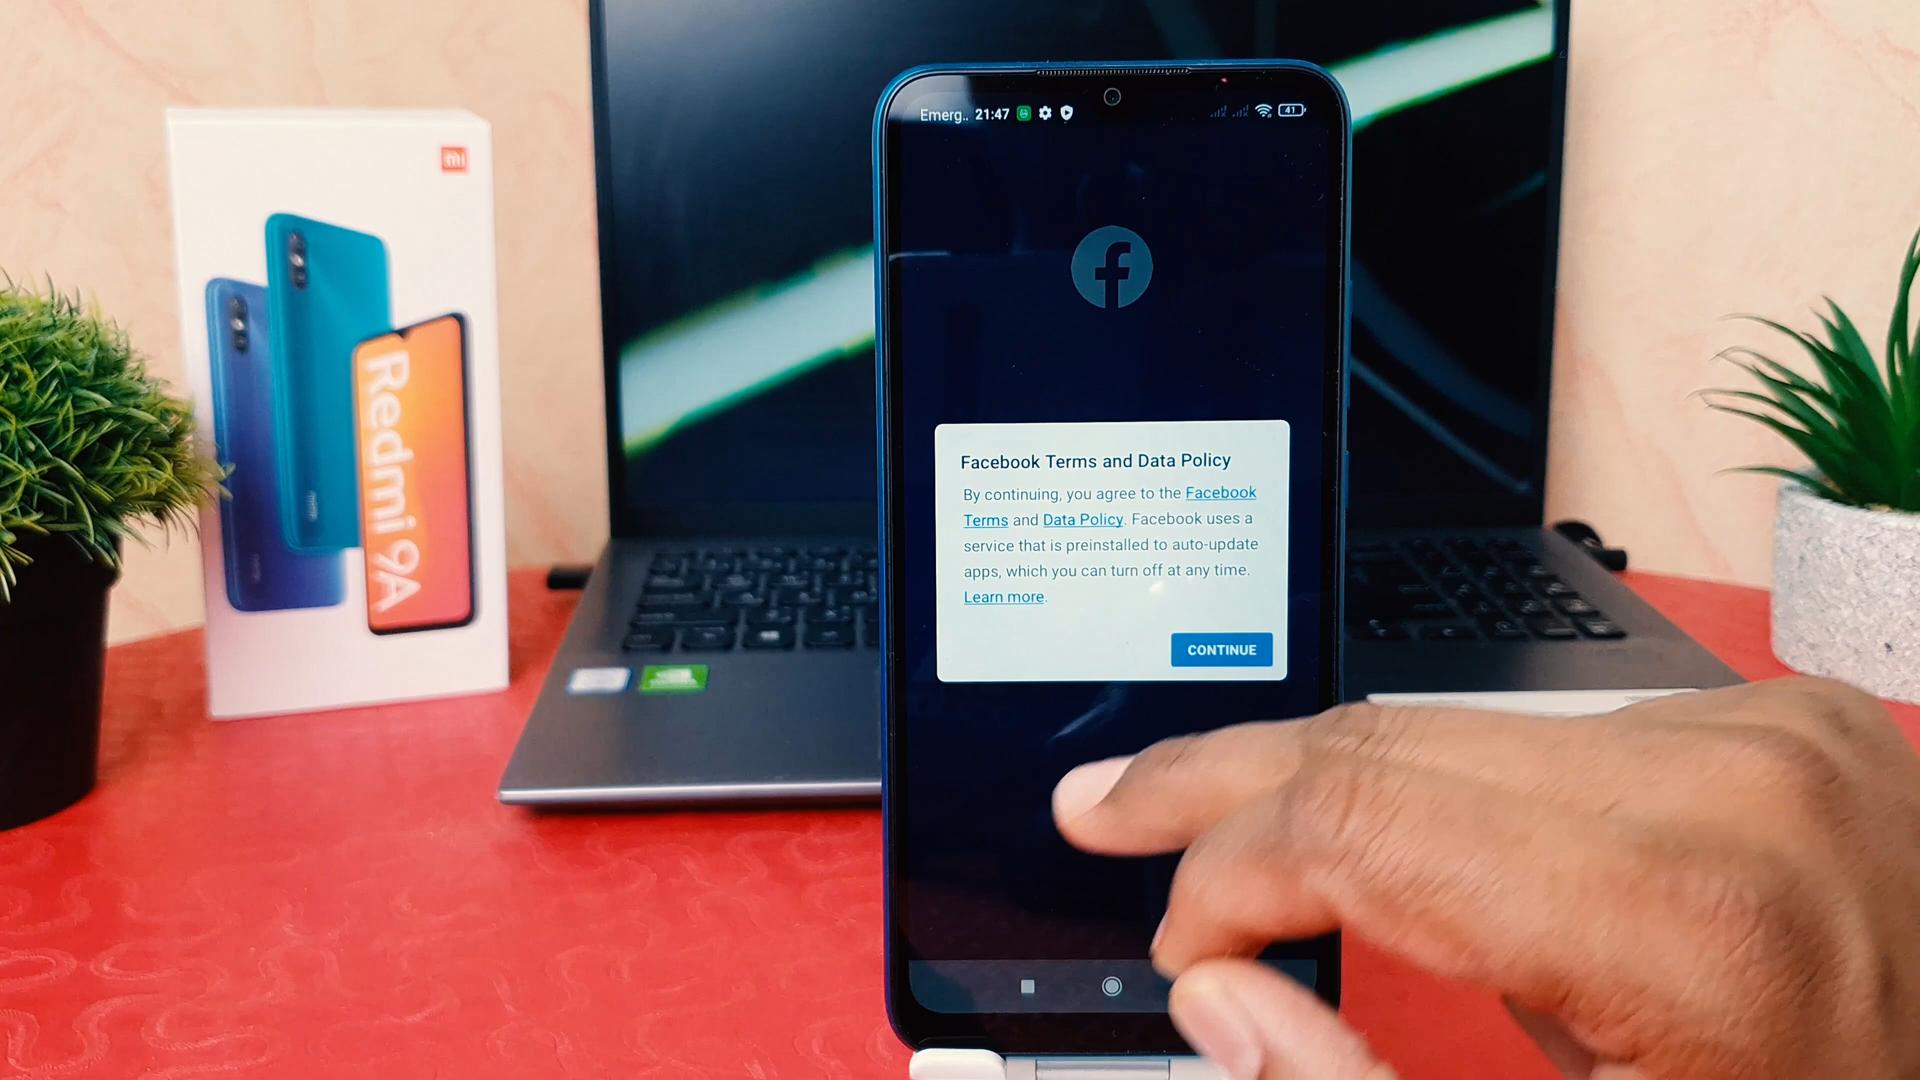 mi
Redmi 9A
Emerg.. 21:47
41
Facebook Terms and Data Policy
By continuing, you agree to the Facebook
Terms and Data Policy. Facebook uses a
service that is preinstalled to auto-update
apps, which you can turn off at any time.
Learn more.
CONTINUE